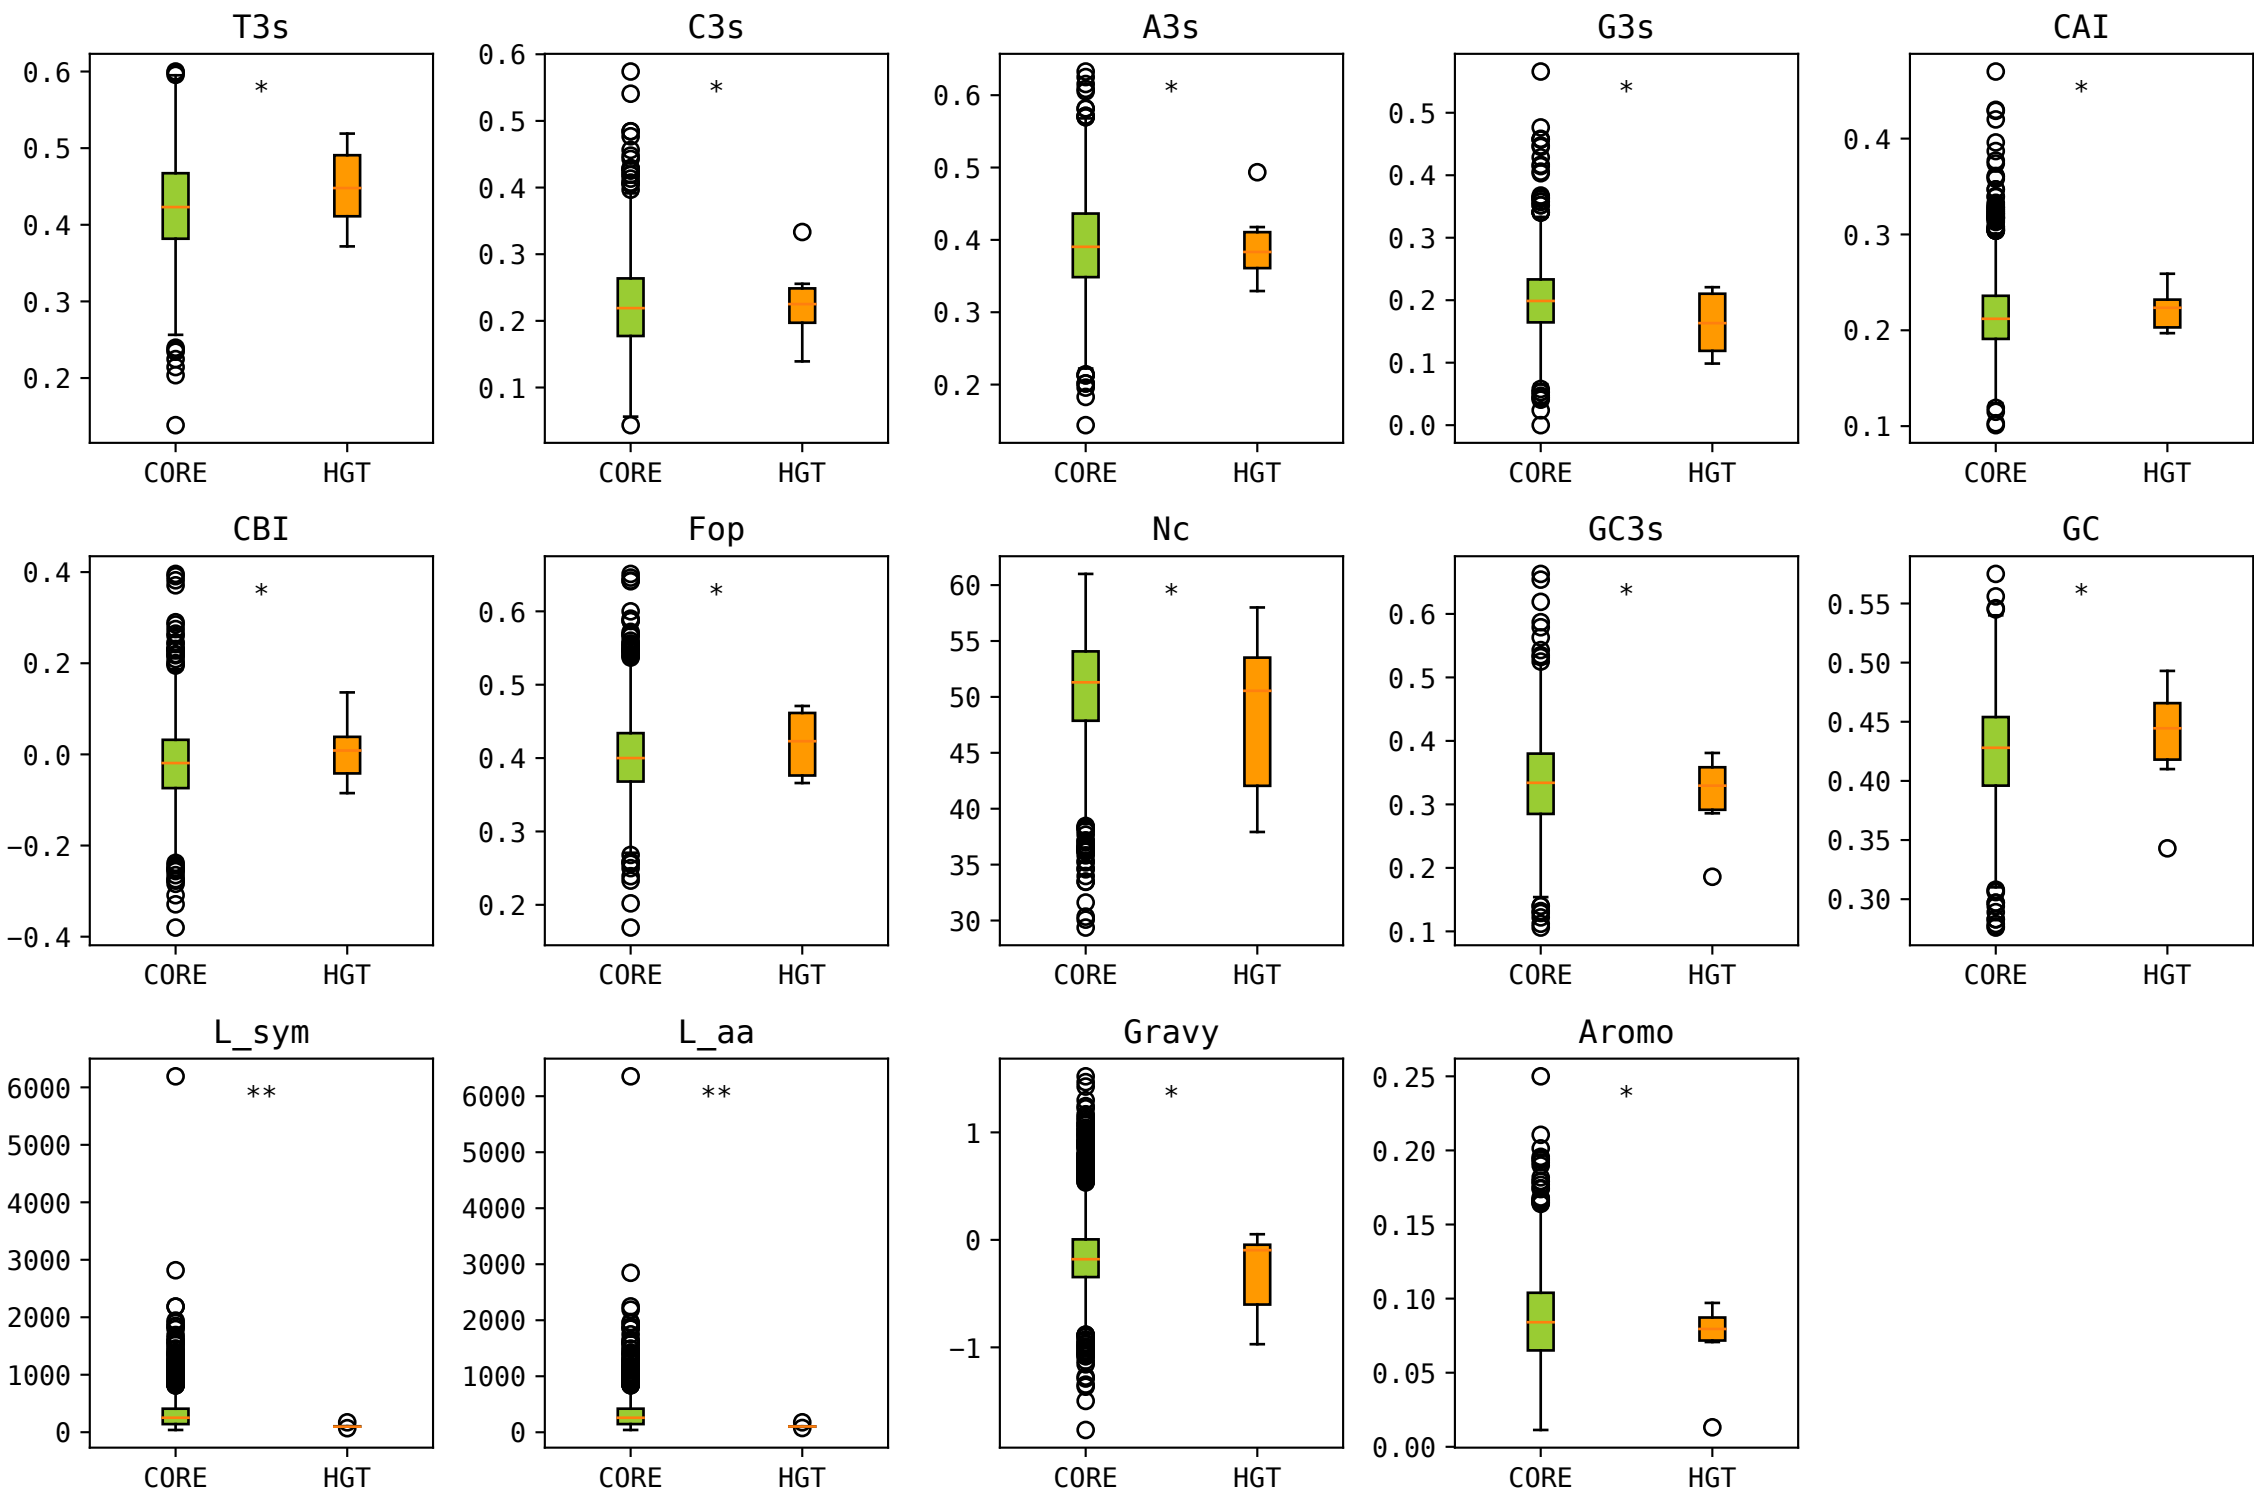 T3s C3s A3s G3s CAI
0.6 0.5 0.4 0.3 0.2
*
CORE HGT
0.6 0.5 0.4 0.3 0.2 0.1
*
CORE HGT
0.6 0.5 0.4 0.3 0.2
*
CORE HGT
0.5 0.4 0.3 0.2 0.1 0.0
*
CORE HGT
0.4 0.3 0.2 0.1
*
CORE HGT
CBI Fop Nc GC3s GC
0.4 0.2 0.0 −0.2 −0.4
*
CORE HGT
0.6 0.5 0.4 0.3 0.2
*
CORE HGT
60 55 50 45 40 35 30
*
CORE HGT
0.6 0.5 0.4 0.3 0.2 0.1
*
CORE HGT
0.55 0.50 0.45 0.40 0.35 0.30
*
CORE HGT
L_sym L_aa Gravy Aromo
6000 5000 4000 3000 2000 1000 0
**
CORE HGT
6000 5000 4000 3000 2000 1000 0
**
CORE HGT
1 0 −1
*
CORE HGT
0.25 0.20 0.15 0.10 0.05 0.00
*
CORE HGT